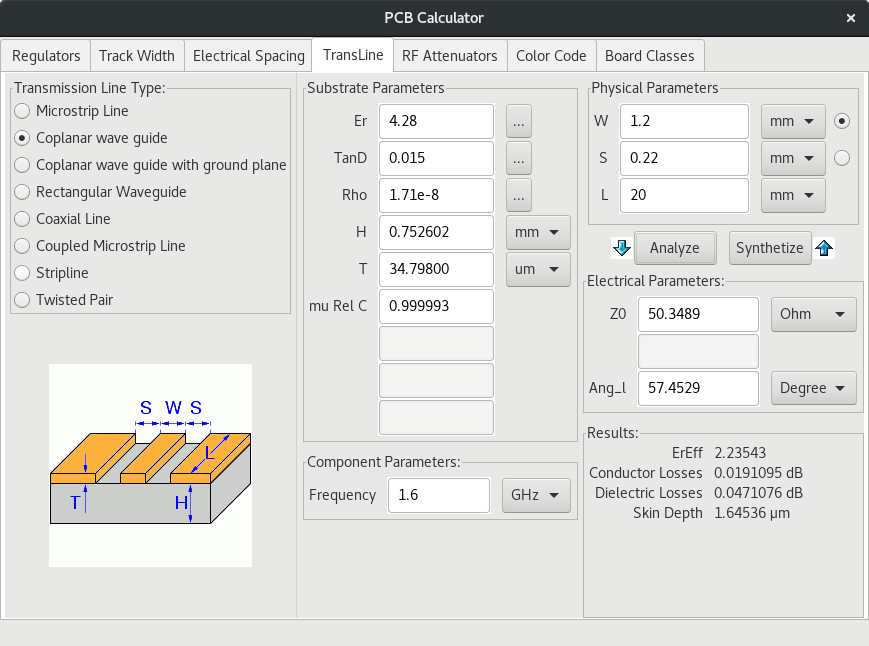 PCB Calculator
Regulators Track Width Electrical Spacing TransLine RF Attenuators Color Code Board Classes
Transmission Line Type:
Microstrip Line
Coplanar wave guide
Coplanar wave guide with ground plane
Rectangular Waveguide
Coaxial Line
Coupled Microstrip Line
Stripline
Twisted Pair
S W S
L
T
H
Substrate Parameters
Er 4.28 ...
TanD 0.015 ...
Rho 1.71e-8 ...
H 0.752602 mm
T 34.79800 um
mu Rel C 0.999993
Component Parameters:
Frequency 1.6 GHz
Physical Parameters
W 1.2 mm
S 0.22 mm
L 20 mm
Analyze Synthetize
Electrical Parameters:
Z0 50.3489 Ohm
Ang_l 57.4529 Degree
Results:
ErEff 2.23543
Conductor Losses 0.0191095 dB
Dielectric Losses 0.0471076 dB
Skin Depth 1.64536 µm